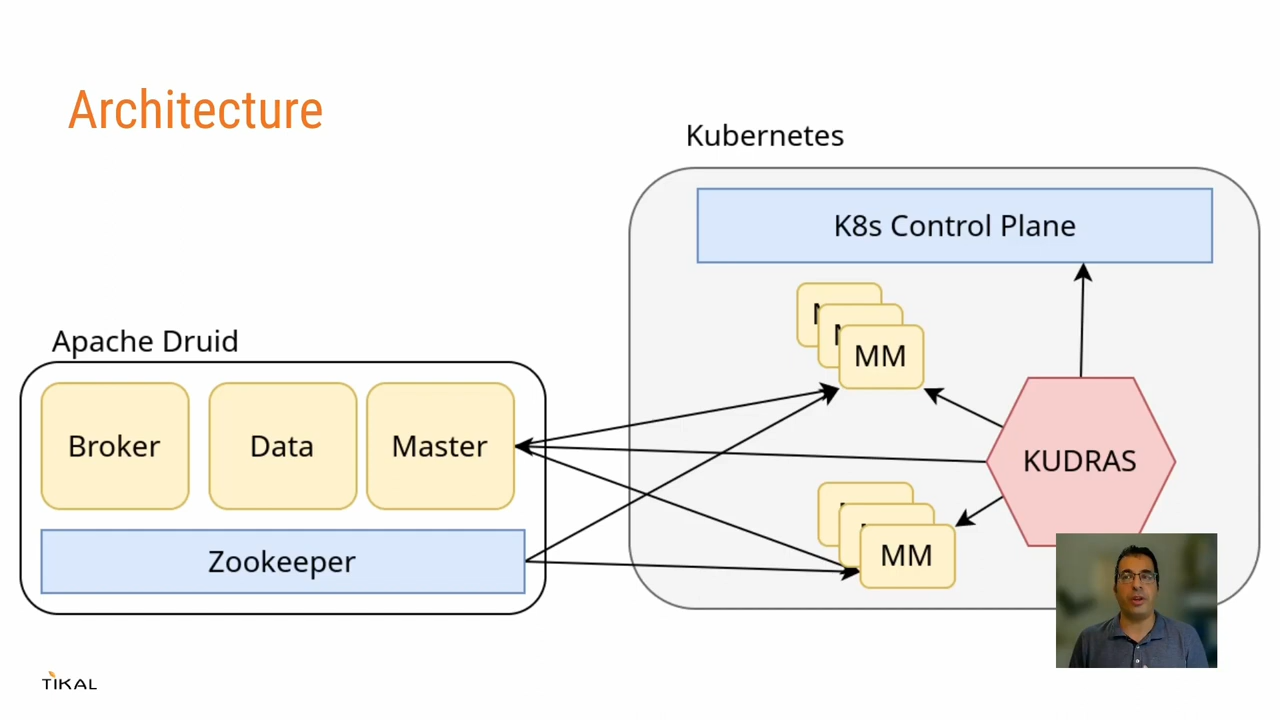 Architecture
Kubernetes
K8s Control Plane
MM
Apache Druid
Broker
Data
Master
KUDRAS
Zookeeper
MM
TIKAL